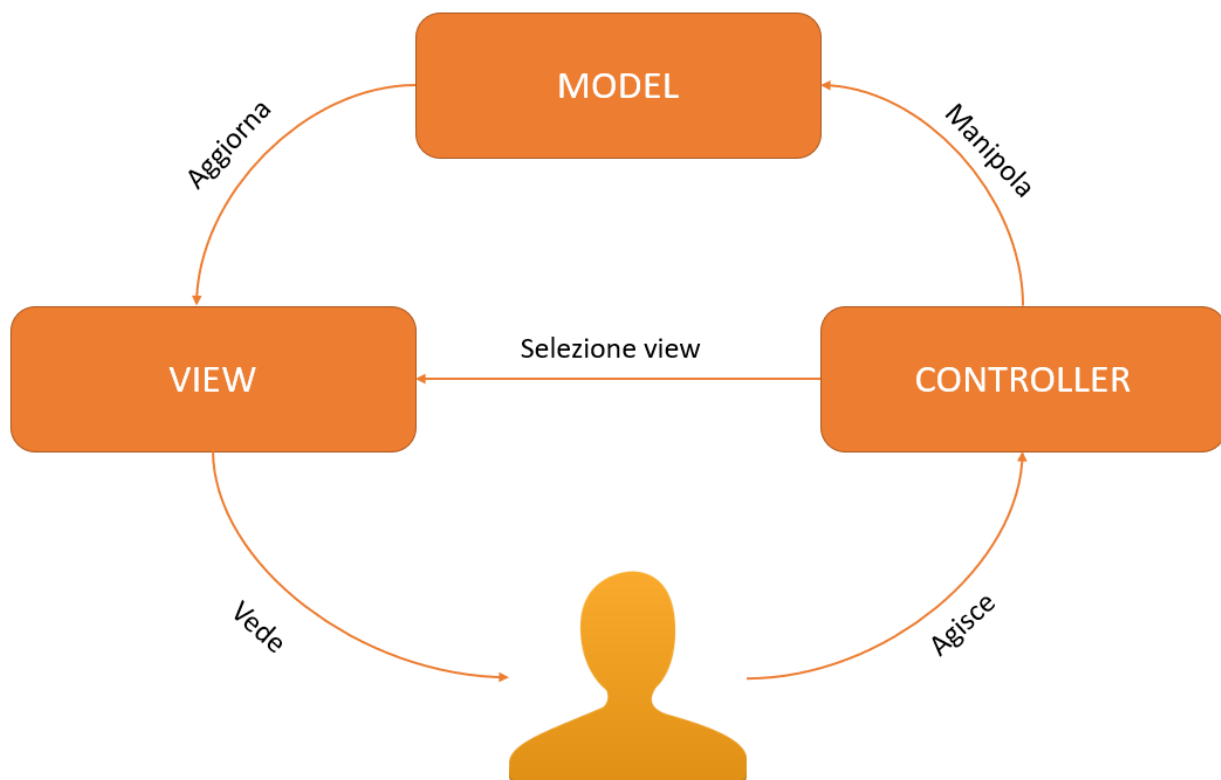 MODEL
Aggiorna
Manipola
VIEW
Selezione view
CONTROLLER
Vede
Agisce